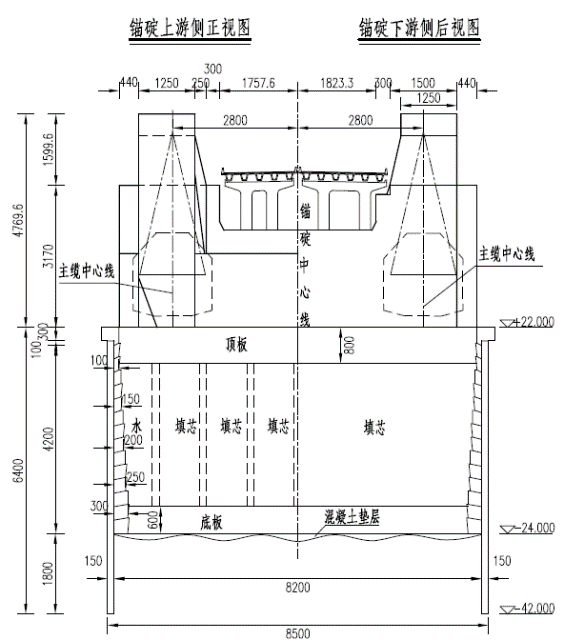 锚碇上游侧正视图
锚碇下游侧后视图
300
440
1250
250
1757.6
1823.3
300
1500
440
1250
2800
2800
1599.6
4769.6
3170
锚碇中心线
主缆中心线
主缆中心线
+22.000
300
100
顶板
800
100
150
水
填芯
填芯
填芯
填芯
200
4200
6400
250
300
600
底板
混凝土垫层
-24.000
150
150
1800
8200
-42.000
8500